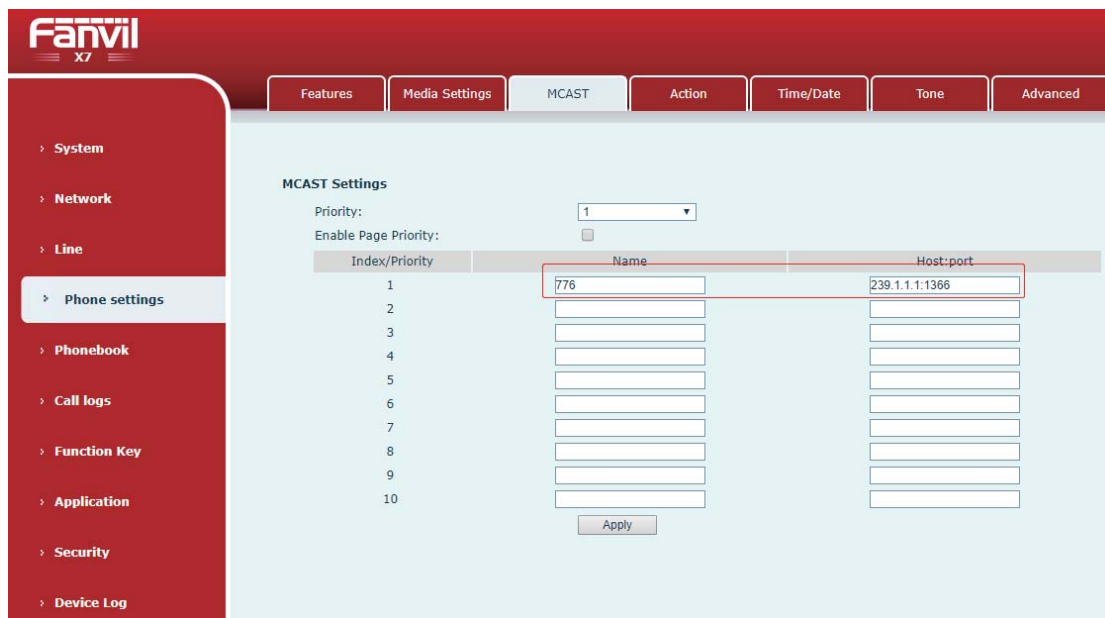 Fanvil
X7
Features Media Settings MCAST Action Time/Date Tone Advanced
› System
› Network
› Line
› Phone settings
› Phonebook
› Call logs
› Function Key
› Application
› Security
› Device Log
MCAST Settings
Priority: 1
Enable Page Priority:
Index/Priority Name Host:port
1 776 239.1.1.1:1366
2
3
4
5
6
7
8
9
10
Apply